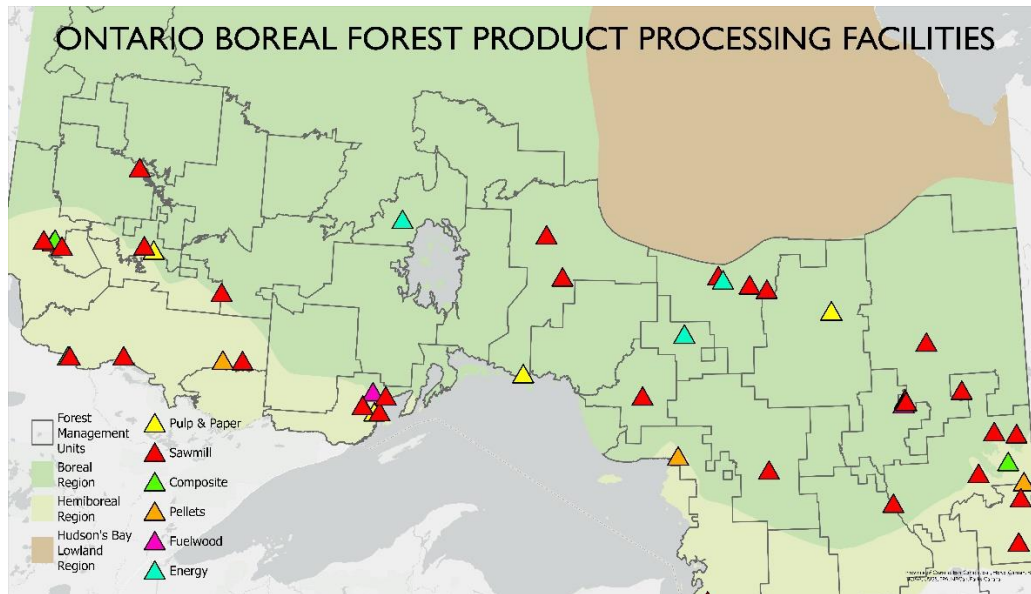 ONTARIO BOREAL FOREST PRODUCT PROCESSING FACILITIES
Forest
Management
Units
Boreal
Region
Hemiboreal
Region
Hudson's Bay
Lowland
Region
Pulp & Paper
Sawmill
Composite
Pellets
Fuelwood
Energy